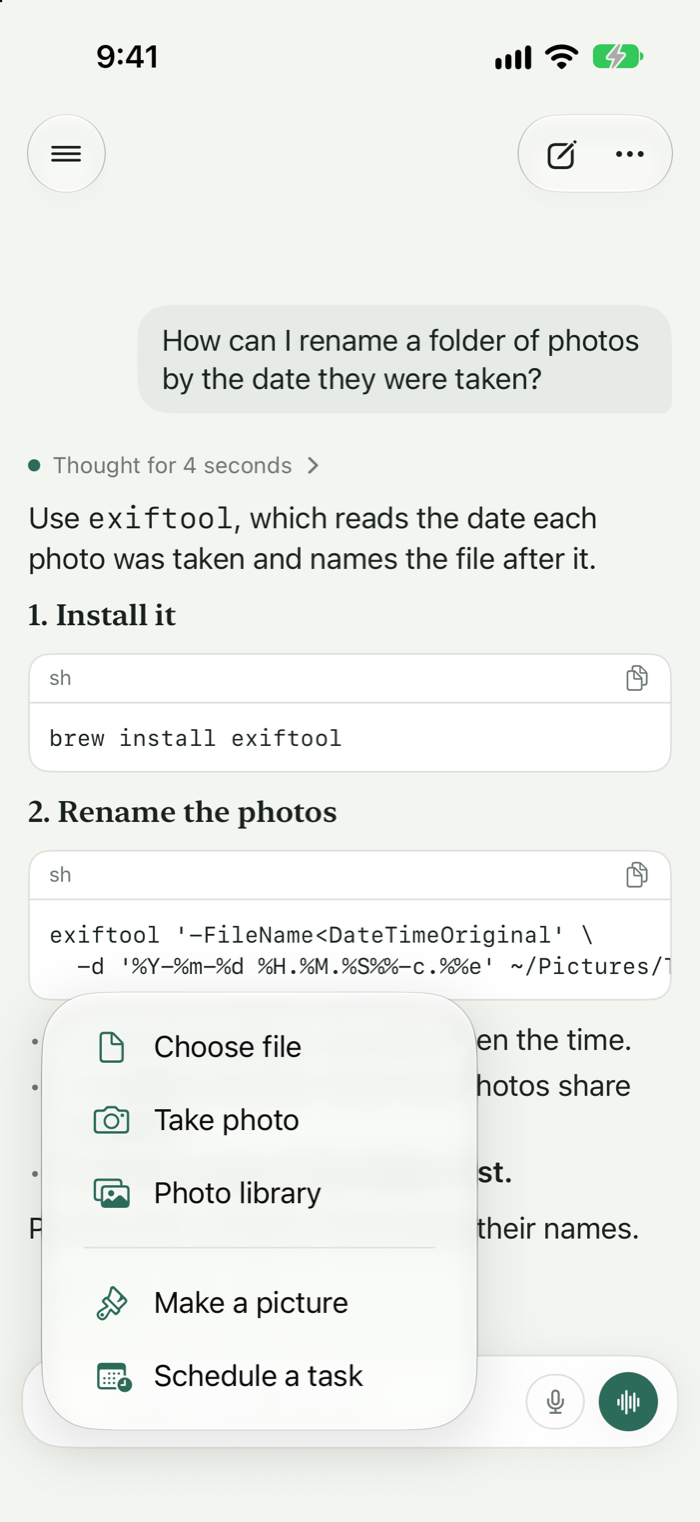 9:41
How can I rename a folder of photos
by the date they were taken?
Thought for 4 seconds
Use exiftool, which reads the date each
photo was taken and names the file after it.
1. Install it
sh
brew install exiftool
2. Rename the photos
sh
exiftool '-FileName<DateTimeOriginal' \
-d '%Y-%m-%d %H.%M.%S%%-c.%%e' ~/Pictures/
en the time.
hotos share
st.
P
their names.
Choose file
Take photo
Photo library
Make a picture
Schedule a task